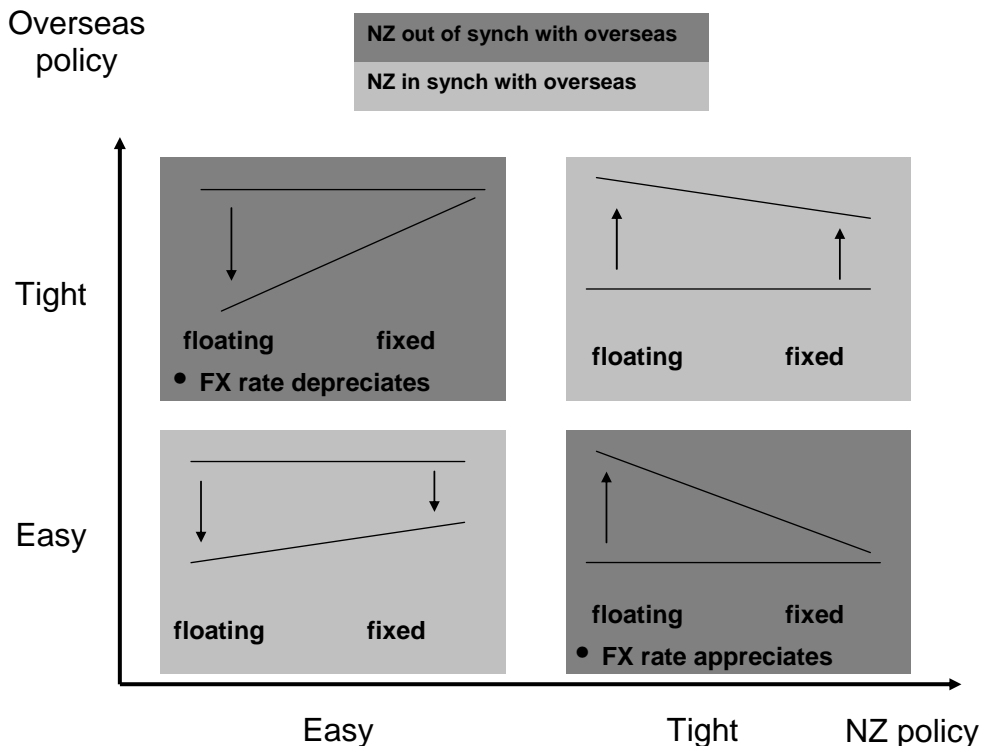 Overseas
policy
NZ out of synch with overseas
NZ in synch with overseas
Tight
floating fixed
• FX rate depreciates
floating fixed
Easy
floating fixed
floating fixed
• FX rate appreciates
Easy Tight NZ policy